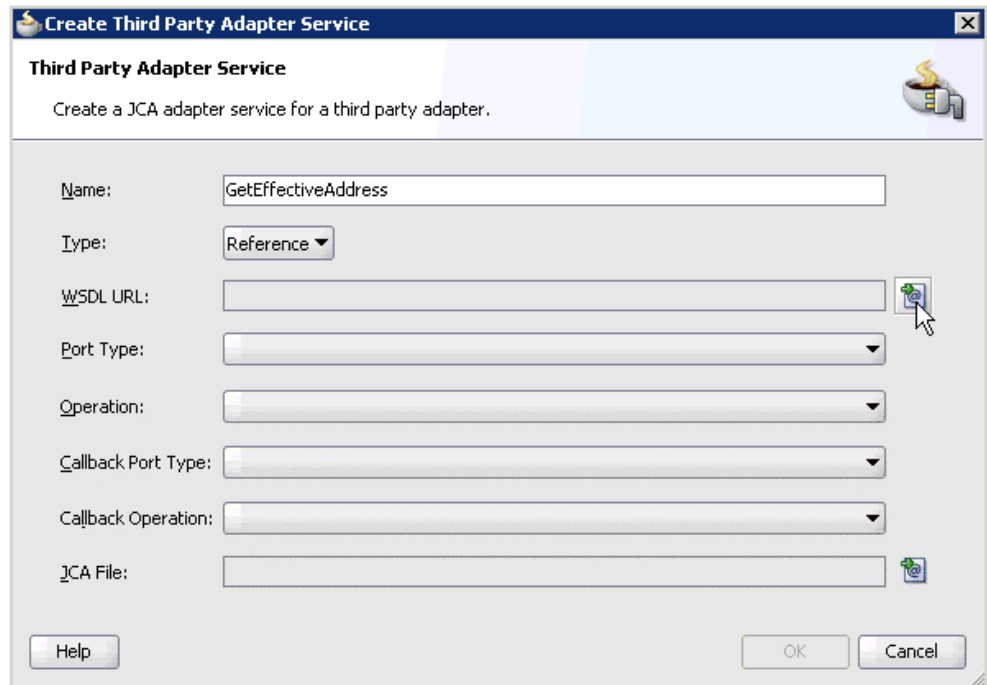 Create Third Party Adapter Service
Third Party Adapter Service
Create a JCA adapter service for a third party adapter.
Name: GetEffectiveAddress
Type: Reference
WSDL URL:
Port Type:
Operation:
Callback Port Type:
Callback Operation:
JCA File:
Help OK Cancel